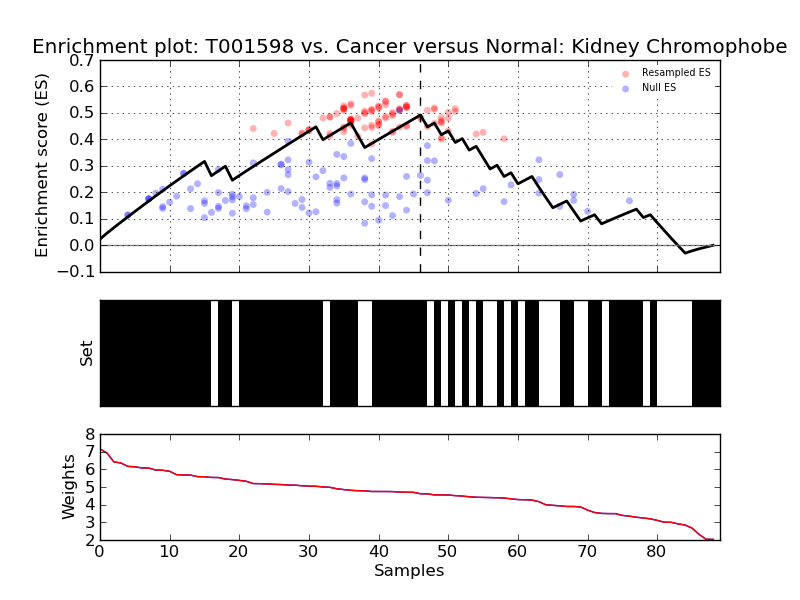 Enrichment plot: T001598 vs. Cancer versus Normal: Kidney Chromophobe
0.7
0.6
0.5
0.4
0.3
0.2
0.1
0.0
−0.1
Enrichment score (ES)
Resampled ES
Null ES
Set
8
7
6
5
4
3
2
Weights
0 10 20 30 40 50 60 70 80
Samples